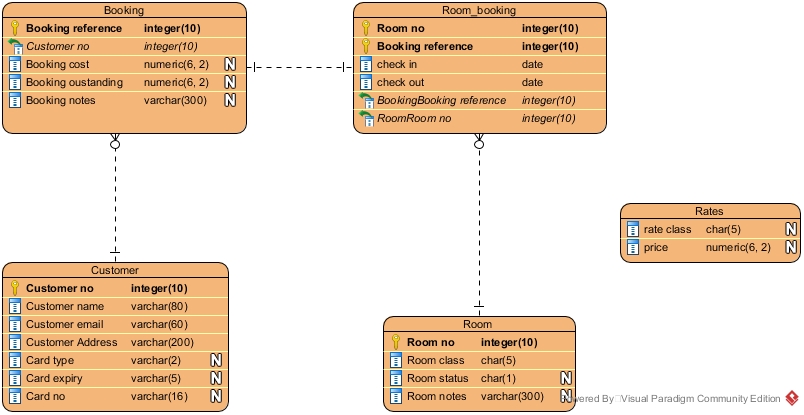 Booking
Booking reference integer(10)
Customer no integer(10)
Booking cost numeric(6, 2) N
Booking oustanding numeric(6, 2) N
Booking notes varchar(300) N
Room_booking
Room no integer(10)
Booking reference integer(10)
check in date
check out date
BookingBooking reference integer(10)
RoomRoom no integer(10)
Rates
rate class char(5) N
price numeric(6, 2) N
Customer
Customer no integer(10)
Customer name varchar(80)
Customer email varchar(60)
Customer Address varchar(200)
Card type varchar(2) N
Card expiry varchar(5) N
Card no varchar(16) N
Room
Room no integer(10)
Room class char(5)
Room status char(1) N
Room notes varchar(300) N
Powered By Visual Paradigm Community Edition